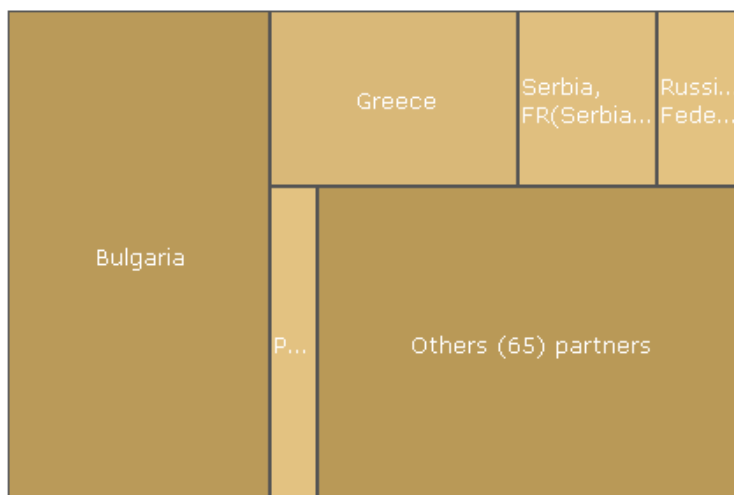 Greece
Serbia,
FR(Serbia...
Russi...
Fede...
Bulgaria
P...
Others (65) partners